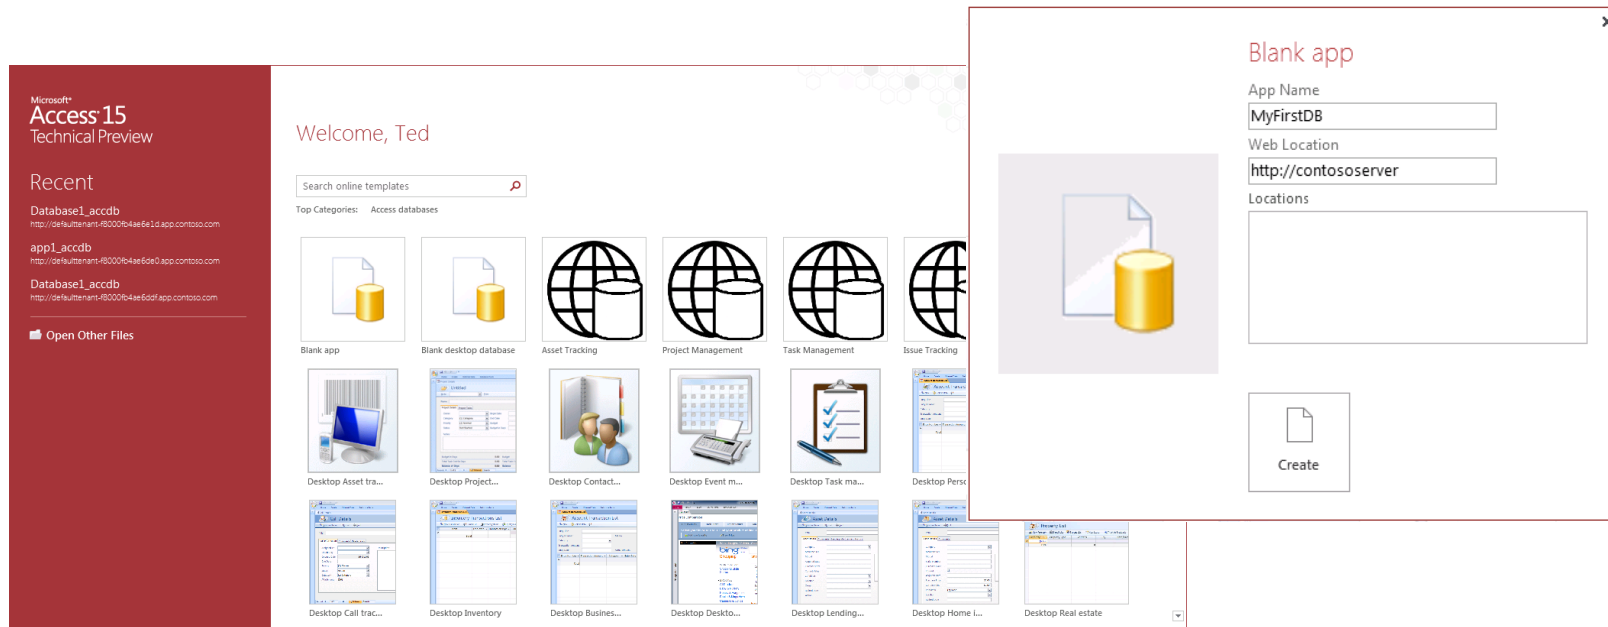 Microsoft®
Access 15
Technical Preview
Recent
Database1_accdb
http://defaulttenant-f8000fb4ae6e1d.app.contoso.com
app1_accdb
http://defaulttenant-f8000fb4ae6de0.app.contoso.com
Database1_accdb
http://defaulttenant-f8000fb4ae6ddf.app.contoso.com
Open Other Files
Welcome, Ted
Search online templates
Top Categories: Access databases
Blank app
Blank desktop database
Asset Tracking
Project Management
Task Management
Issue Tracking
Desktop Asset tra...
Desktop Project...
Desktop Contact...
Desktop Event m...
Desktop Task ma...
Desktop Perso
Desktop Call trac...
Desktop Inventory
Desktop Busines...
Desktop Deskto...
Desktop Lending...
Desktop Home i...
Desktop Real estate
Blank app
App Name
MyFirstDB
Web Location
http://contososerver
Locations
Create